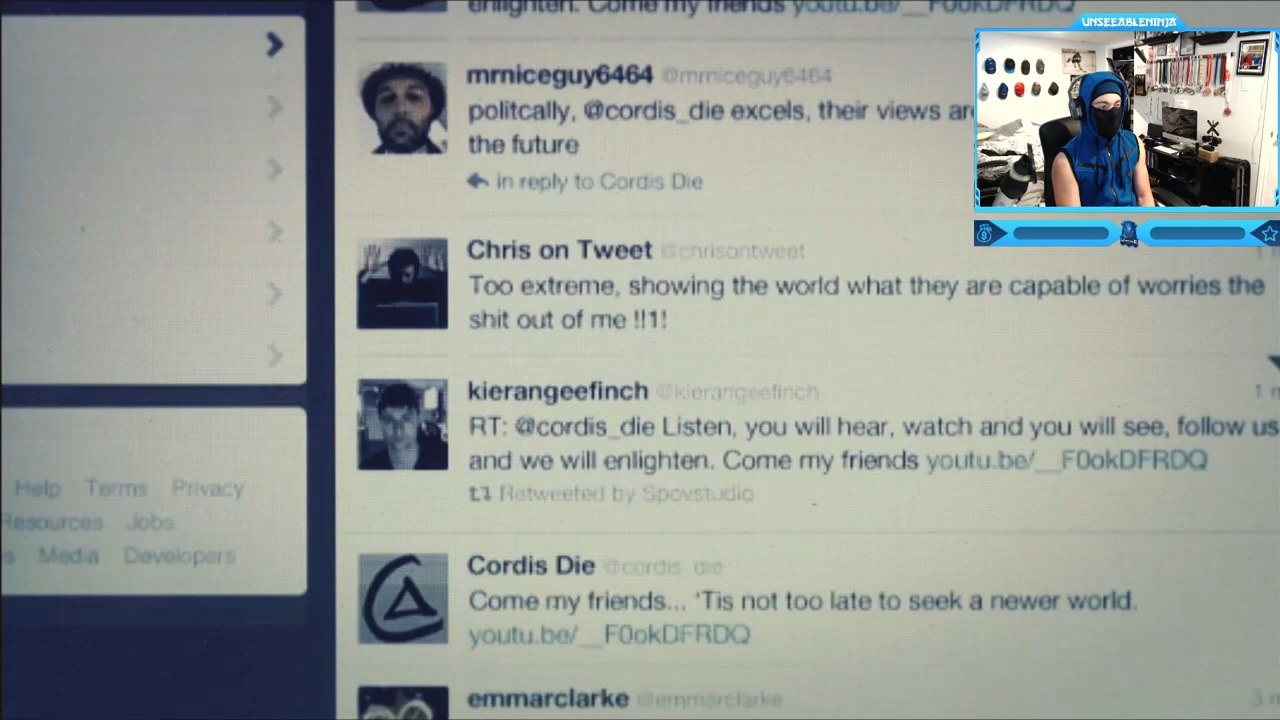 enlighten. Come my friends youtu.be/__F0okDFRDQ
UNSEEABLENINJA
mrniceguy6464 @mrniceguy6464
politcally, @cordis_die excels, their views are
the future
in reply to Cordis Die
Chris on Tweet @chrisontweet
Too extreme, showing the world what they are capable of worries the
shit out of me !!1!
kierangeefinch @kierangeefinch
RT: @cordis_die Listen, you will hear, watch and you will see, follow us
and we will enlighten. Come my friends youtu.be/__F0okDFRDQ
Retweeted by Spovstudio
Help Terms Privacy
Resources Jobs
Media Developers
Cordis Die @cordis_die
Come my friends... 'Tis not too late to seek a newer world.
youtu.be/__F0okDFRDQ
emmarclarke @emmarclarke